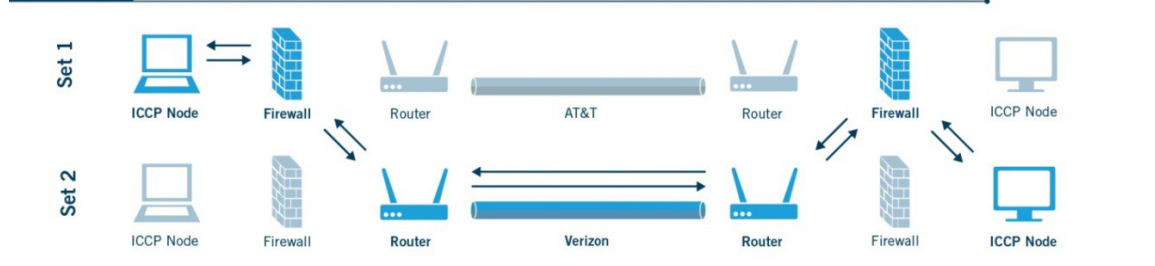 Set 1
ICCP Node Firewall Router AT&T Router Firewall ICCP Node
Set 2
ICCP Node Firewall Router Verizon Router Firewall ICCP Node